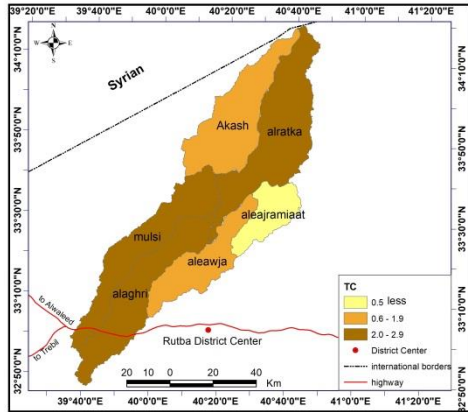 39°20'0"E 39°40'0"E 40°0'0"E 40°20'0"E 40°40'0"E 41°0'0"E 41°20'0"E
34°10'0"N
33°50'0"N
33°30'0"N
33°10'0"N
32°50'0"N
34°10'0"N
33°50'0"N
33°30'0"N
33°10'0"N
32°50'0"N
N
W E
S
Syrian
Akash
alratka
aleajramiaat
mulsi
aleawja
alaghri
to Alwaleed
to Trebil
Rutba District Center
TC
0.5 less
0.6 - 1.9
2.0 - 2.9
District Center
international borders
highway
20 10 0 20 40
Km
39°40'0"E 40°0'0"E 40°20'0"E 40°40'0"E 41°0'0"E 41°20'0"E